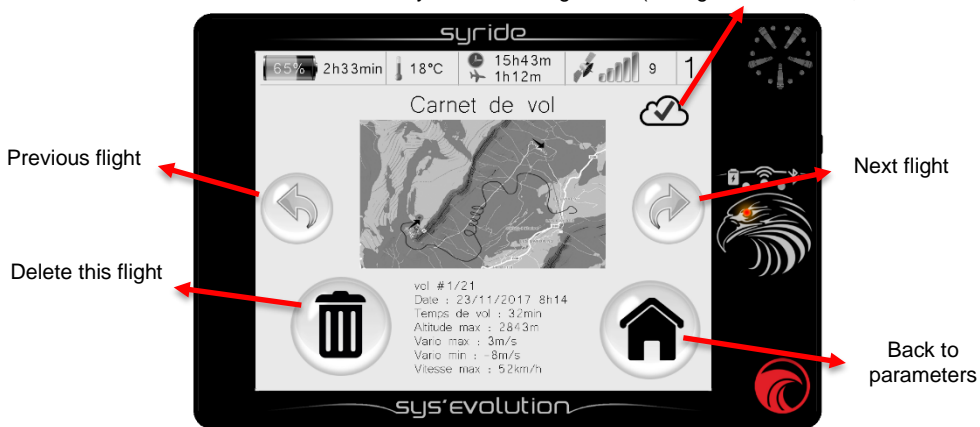 syride
65% 2h33min 18°C 15h43m 9 1
1h12m
Carnet de vol
Previous flight
Next flight
Delete this flight
vol #1/21
Date : 23/11/2017 8h14
Temps de vol : 32min
Altitude max : 2843m
Vario max : 3m/s
Vario min : -8m/s
Vitesse max : 52km/h
Back to
parameters
sys'evolution